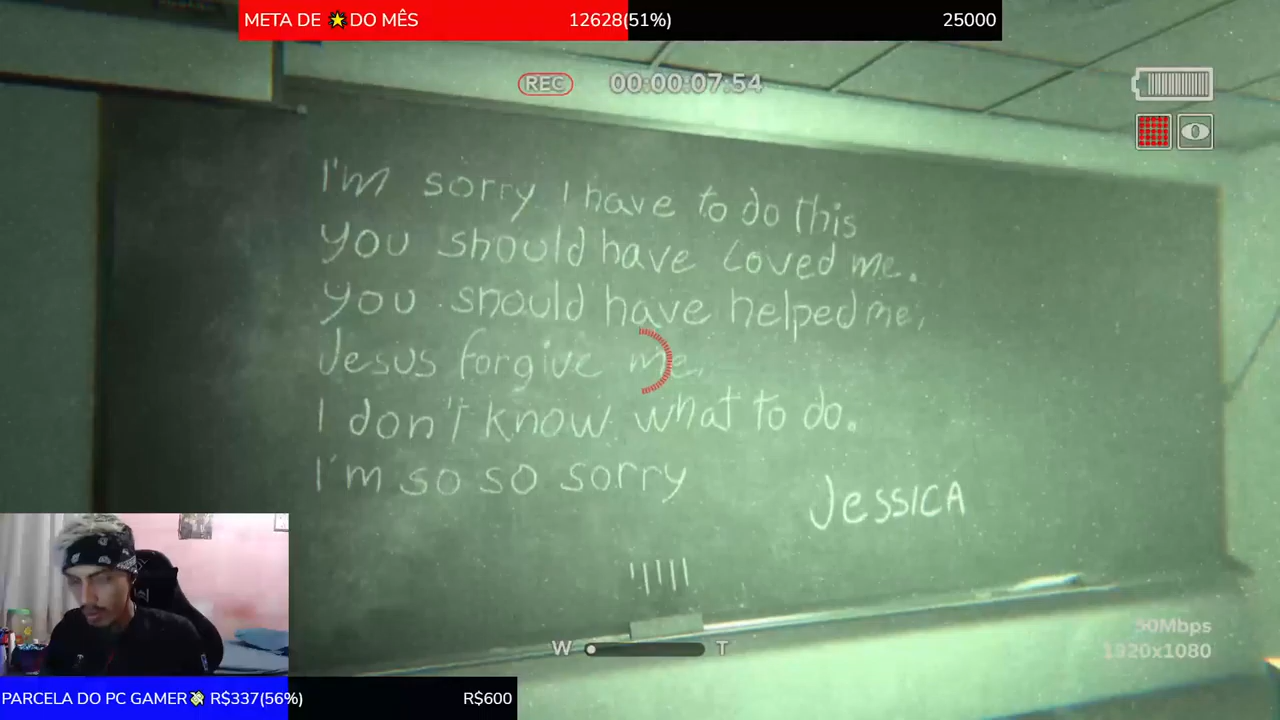 META DE 🌟DO MÊS 12628(51%) 25000
REC 00:00:07:54
I'm sorry I have to do this
you should have Loved me.
you should have helped me,
Jesus forgive me.
I don't know what to do.
I'm so so sorry
JESSICA
50Mbps
W T
1920x1080
PARCELA DO PC GAMER💸 R$337(56%) R$600